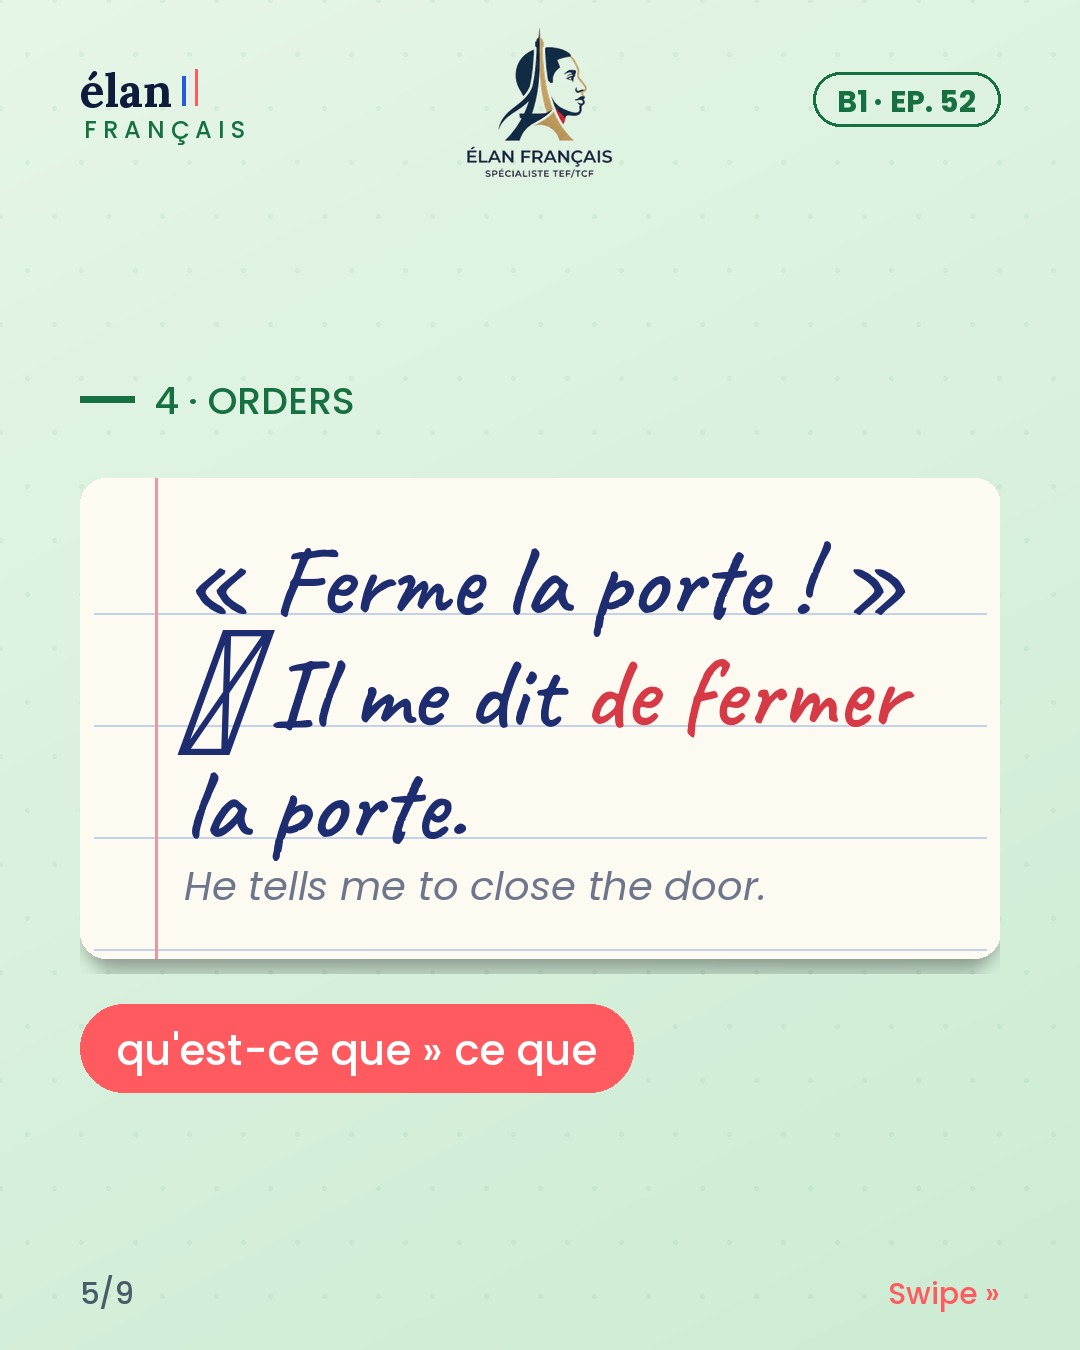 élan
FRANÇAIS
ÉLAN FRANÇAIS
SPÉCIALISTE TEF/TCF
B1 · EP. 52
4 · ORDERS
« Ferme la porte ! »
Il me dit de fermer
la porte.
He tells me to close the door.
qu'est-ce que » ce que
5/9
Swipe »